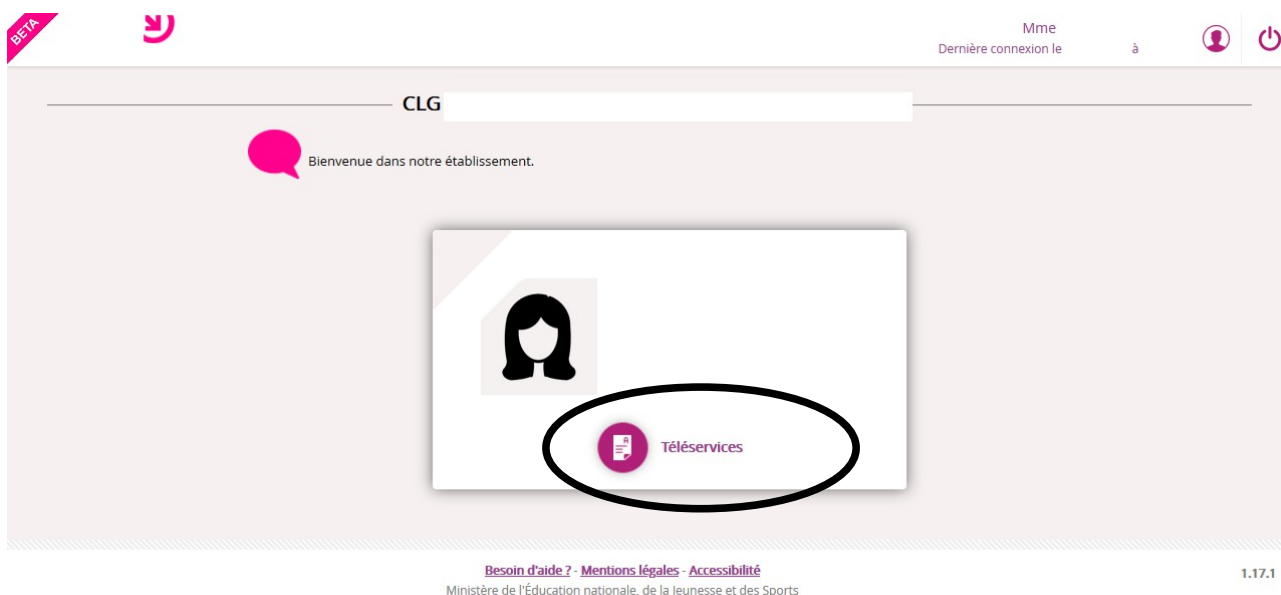 BETA
Mme
Dernière connexion le à
CLG
Bienvenue dans notre établissement.
Téléservices
Besoin d'aide ? - Mentions légales - Accessibilité
1.17.1
Ministère de l'Éducation nationale, de la Jeunesse et des Sports